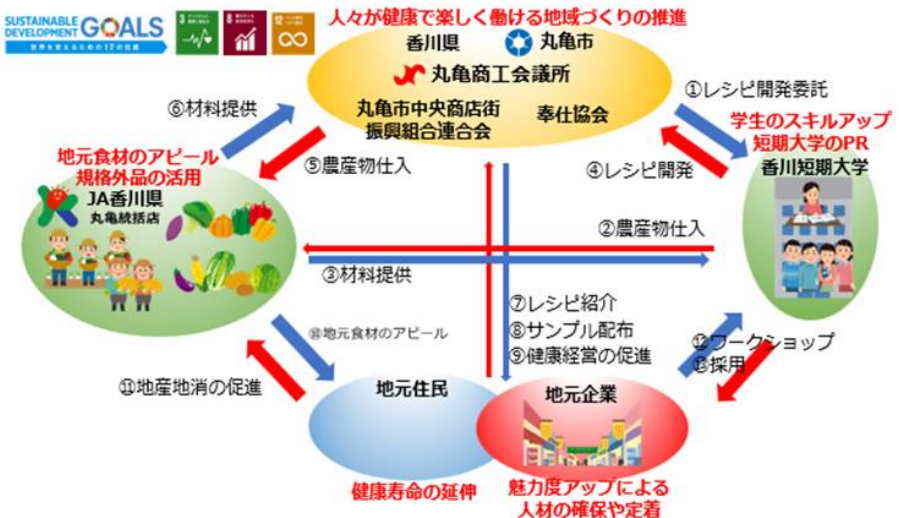 SUSTAINABLE
DEVELOPMENT GOALS
世界を変えるための17の目標
3
8
12
人々が健康で楽しく働ける地域づくりの推進
香川県 丸亀市
丸亀商工会議所
丸亀市中央商店街
振興組合連合会
奉仕協会
⑥材料提供
①レシピ開発委託
学生のスキルアップ
短期大学のPR
香川短期大学
地元食材のアピール
規格外品の活用
JA香川県
丸亀統括店
⑤農産物仕入
④レシピ開発
②農産物仕入
③材料提供
⑦レシピ紹介
⑧サンプル配布
⑨健康経営の促進
⑩地元食材のアピール
⑪地産地消の促進
⑫ワークショップ
⑬採用
地元住民
地元企業
健康寿命の延伸
魅力度アップによる
人材の確保や定着